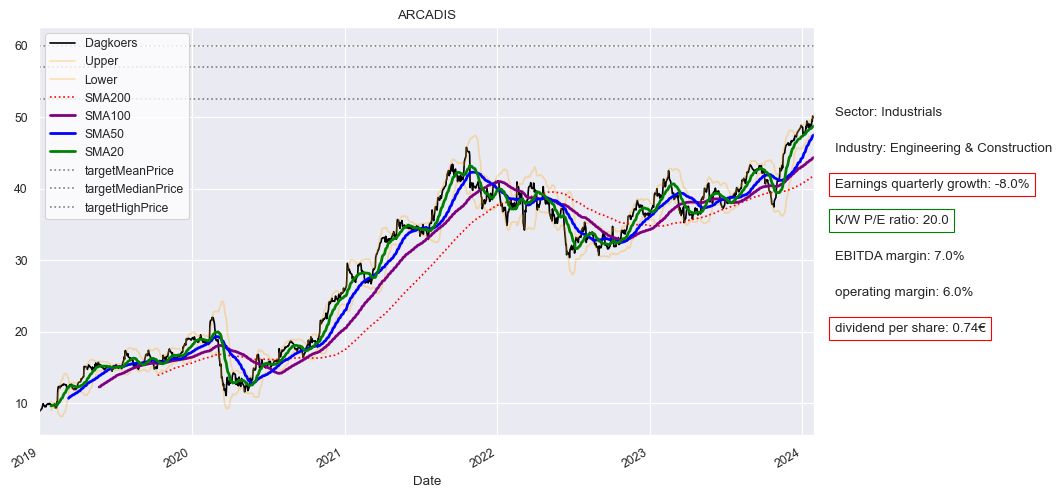 ARCADIS
60
50
40
30
20
10
Dagkoers
Upper
Lower
SMA200
SMA100
SMA50
SMA20
targetMeanPrice
targetMedianPrice
targetHighPrice
2019
2020
2021
2022
2023
2024
Date
Sector: Industrials
Industry: Engineering & Construction
Earnings quarterly growth: -8.0%
K/W P/E ratio: 20.0
EBITDA margin: 7.0%
operating margin: 6.0%
dividend per share: 0.74€